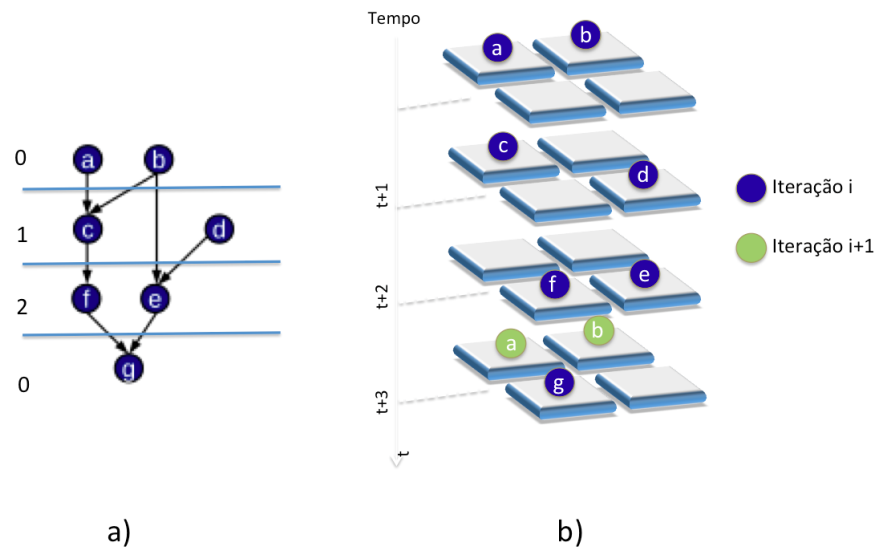 Tempo
0
a
b
1
c
d
2
f
e
0
g
a)
a
b
t+1
c
d
t+2
f
e
t+3
a
b
g
t
b)
Iteração i
Iteração i+1